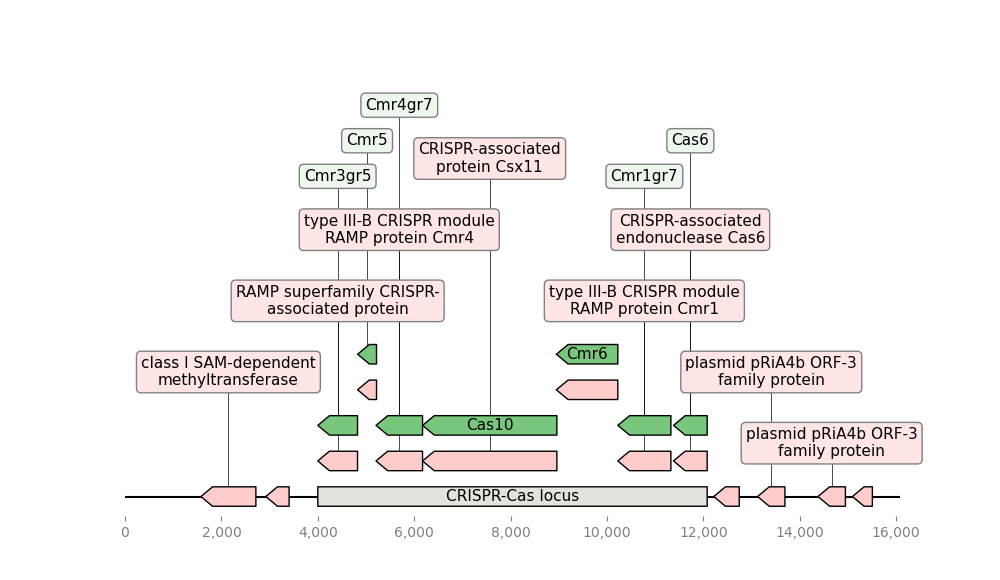 Cmr4gr7
Cmr5
Cas6
CRISPR-associated
protein Csx11
Cmr3gr5
Cmr1gr7
type III-B CRISPR module
RAMP protein Cmr4
CRISPR-associated
endonuclease Cas6
RAMP superfamily CRISPR-
associated protein
type III-B CRISPR module
RAMP protein Cmr1
Cmr6
class I SAM-dependent
methyltransferase
plasmid pRiA4b ORF-3
family protein
Cas10
plasmid pRiA4b ORF-3
family protein
CRISPR-Cas locus
0 2,000 4,000 6,000 8,000 10,000 12,000 14,000 16,000